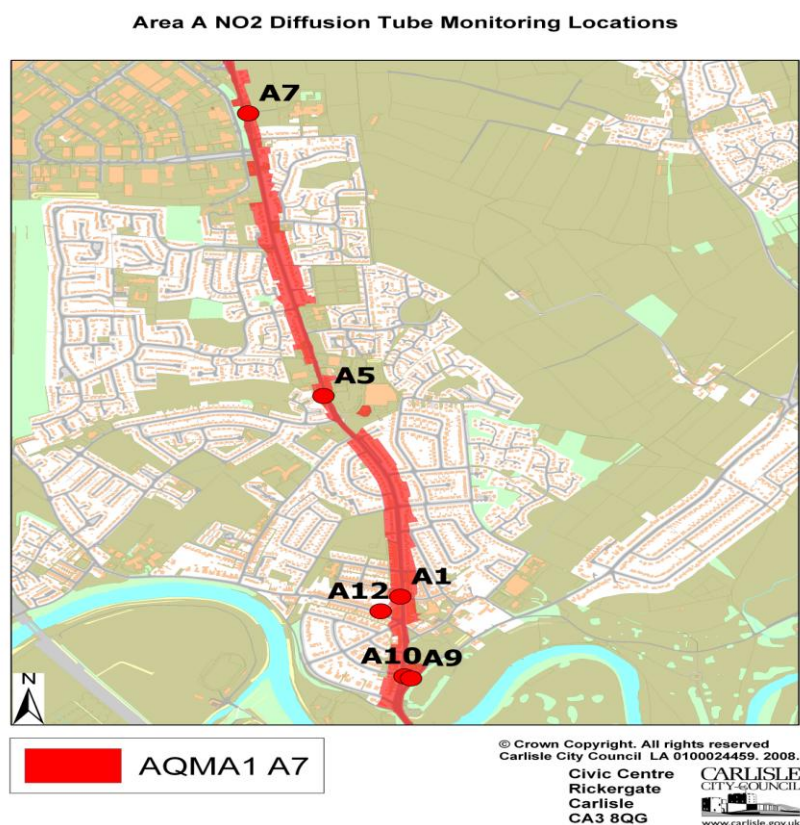 Area A NO2 Diffusion Tube Monitoring Locations
A7
A5
A1
A12
A10 A9
N
AQMA1 A7
© Crown Copyright. All rights reserved
Carlisle City Council LA 0100024459. 2008.
Civic Centre
Rickergate
Carlisle
CA3 8QG
CARLISLE
CITY-COUNCIL
www.carlisle.gov.uk